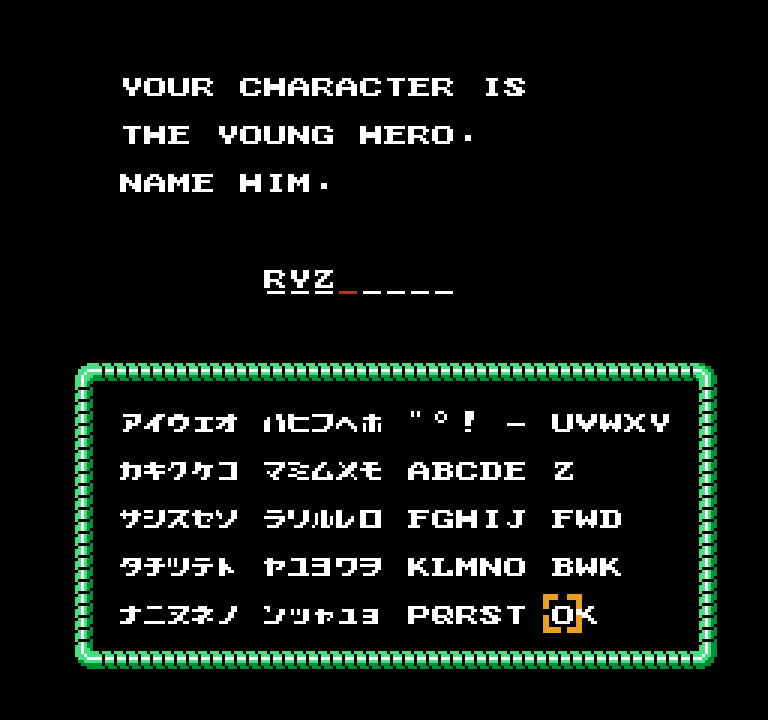 YOUR CHARACTER IS
THE YOUNG HERO.
NAME HIM.
RYZ_____
アイウエオ ハヒフヘホ "°! - UVWXY
カキクケコ マミムメモ ABCDE Z
サシスセソ ラリルレロ FGHIJ FWD
タチツテト ヤユヨワヲ KLMNO BWK
ナニヌネノ ンッャュョ PQRST OK